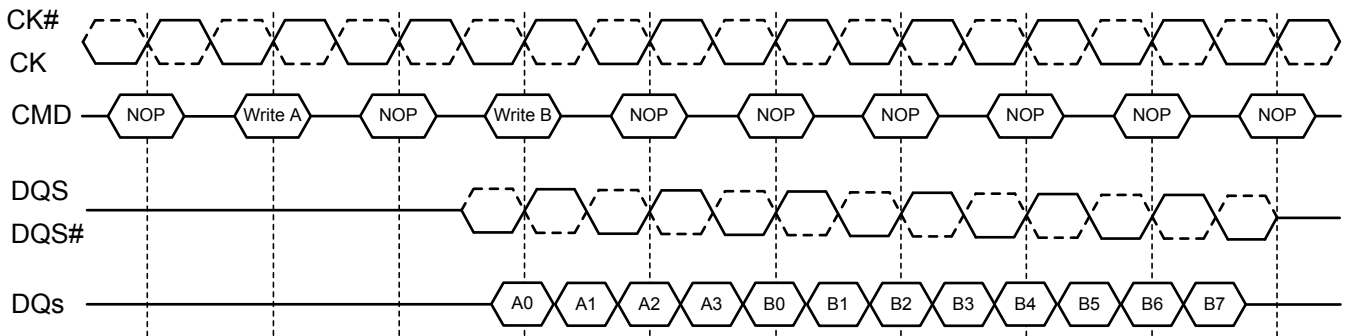 CK#
CK
CMD NOP Write A NOP Write B NOP NOP NOP NOP NOP NOP
DQS
DQS#
DQs A0 A1 A2 A3 B0 B1 B2 B3 B4 B5 B6 B7